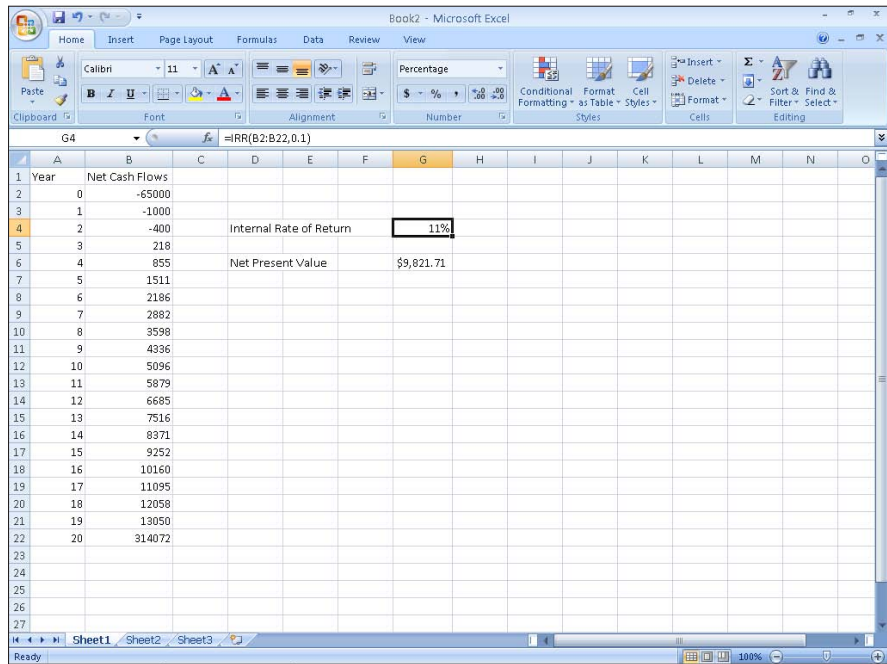 Book2 - Microsoft Excel
Home Insert Page Layout Formulas Data Review View
Paste
Calibri 11 A A
B I U A
Percentage
$ % , .00 .0
Conditional Formatting
Format as Table
Cell Styles
Insert
Delete
Format
Σ
Sort & Filter
Find & Select
Clipboard Font Alignment Number Styles Cells Editing
G4 fx =IRR(B2:B22,0.1)
A B C D E F G H I J K L M N O
1 Year Net Cash Flows
2 0 -65000
3 1 -1000
4 2 -400 Internal Rate of Return 11%
5 3 218
6 4 855 Net Present Value $9,821.71
7 5 1511
8 6 2186
9 7 2882
10 8 3598
11 9 4336
12 10 5096
13 11 5879
14 12 6685
15 13 7516
16 14 8371
17 15 9252
18 16 10160
19 17 11095
20 18 12058
21 19 13050
22 20 314072
23
24
25
26
27
Sheet1 Sheet2 Sheet3
Ready 100%